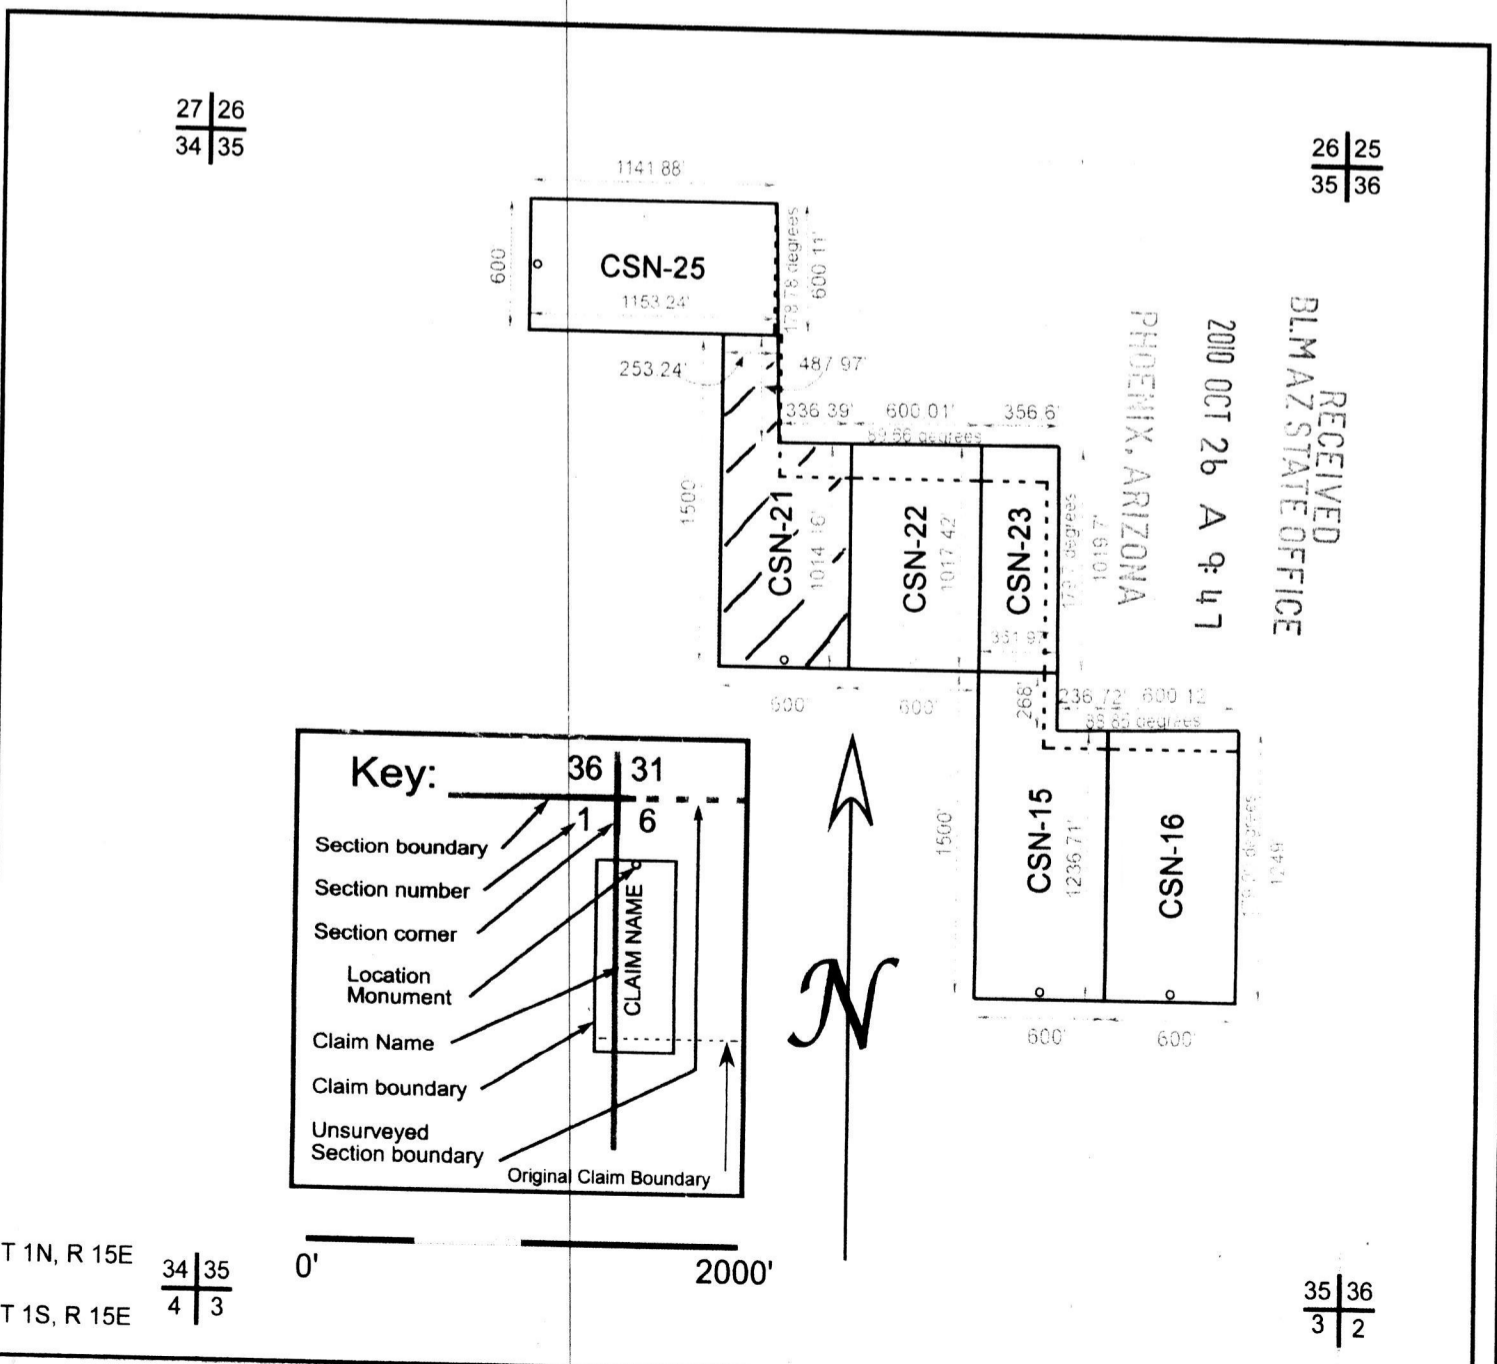 27 26
34 35
26 25
35 36
1141.88'
600
CSN-25
1153.24'
178.78 degrees
600.11'
253.24'
487.97'
336.39' 600.01' 356.6'
89.66 degrees
1500'
CSN-21
1014.16'
CSN-22
1017.42'
CSN-23
1019.7'
600' 600'
268'
236.72' 600.12
1500'
CSN-15
1236.71'
CSN-16
1249
600' 600'
RECEIVED
BLM AZ STATE OFFICE
2010 OCT 26 A 9:47
PHOENIX, ARIZONA
Key:
36 31
1 6
Section boundary
Section number
Section corner
Location
Monument
Claim Name
Claim boundary
Unsurveyed
Section boundary
CLAIM NAME
Original Claim Boundary
N
0' 2000'
T 1N, R 15E
T 1S, R 15E
34 35
4 3
35 36
3 2